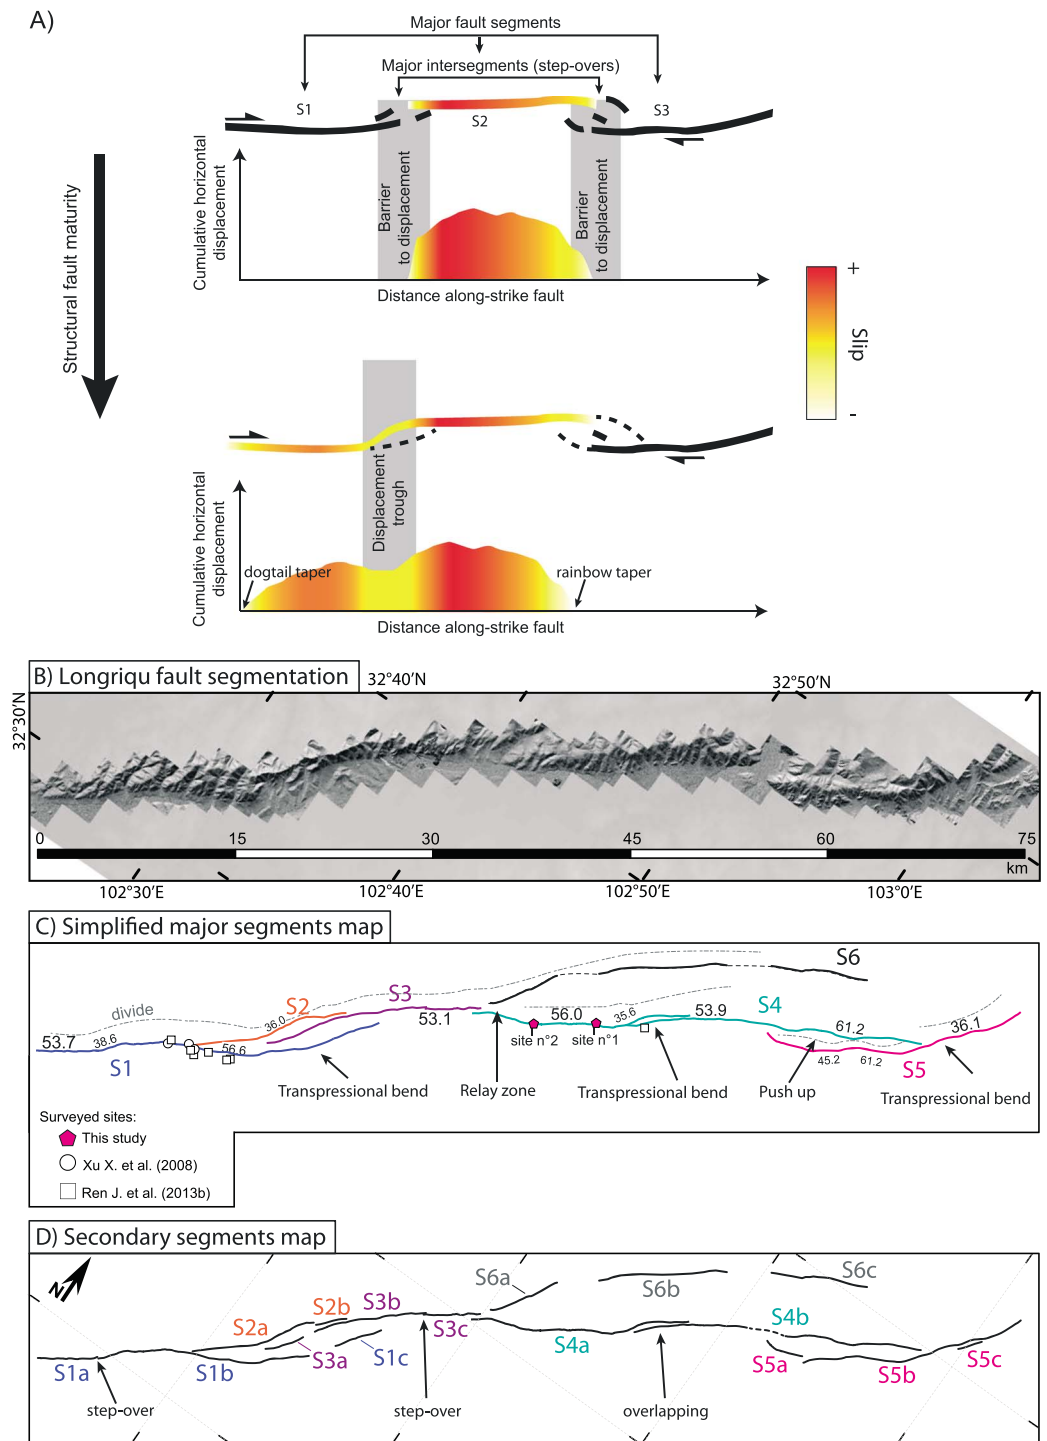 A)
Major fault segments
Major intersegments (step-overs)
S1
S2
S3
Structural fault maturity
Cumulative horizontal
displacement
Barrier
to displacement
Barrier
to displacement
Distance along-strike fault
+
Slip
-
Displacement
trough
Cumulative horizontal
displacement
dogtail taper
rainbow taper
Distance along-strike fault
B) Longriqu fault segmentation
32°40'N
32°50'N
32°30'N
0
15
30
45
60
75
km
102°30'E
102°40'E
102°50'E
103°0'E
C) Simplified major segments map
S6
S3
S2
S4
divide
36.0
53.1
56.0
35.6
53.9
53.7
38.6
56.6
61.2
36.1
S1
site n°2
site n°1
45.2
61.2
S5
Transpressional bend
Relay zone
Transpressional bend
Push up
Transpressional bend
Surveyed sites:
This study
Xu X. et al. (2008)
Ren J. et al. (2013b)
D) Secondary segments map
N
S6a
S6b
S6c
S2a
S2b
S3b
S3c
S4b
S4a
S1a
S1b
S3a
S1c
S5a
S5b
S5c
step-over
step-over
overlapping